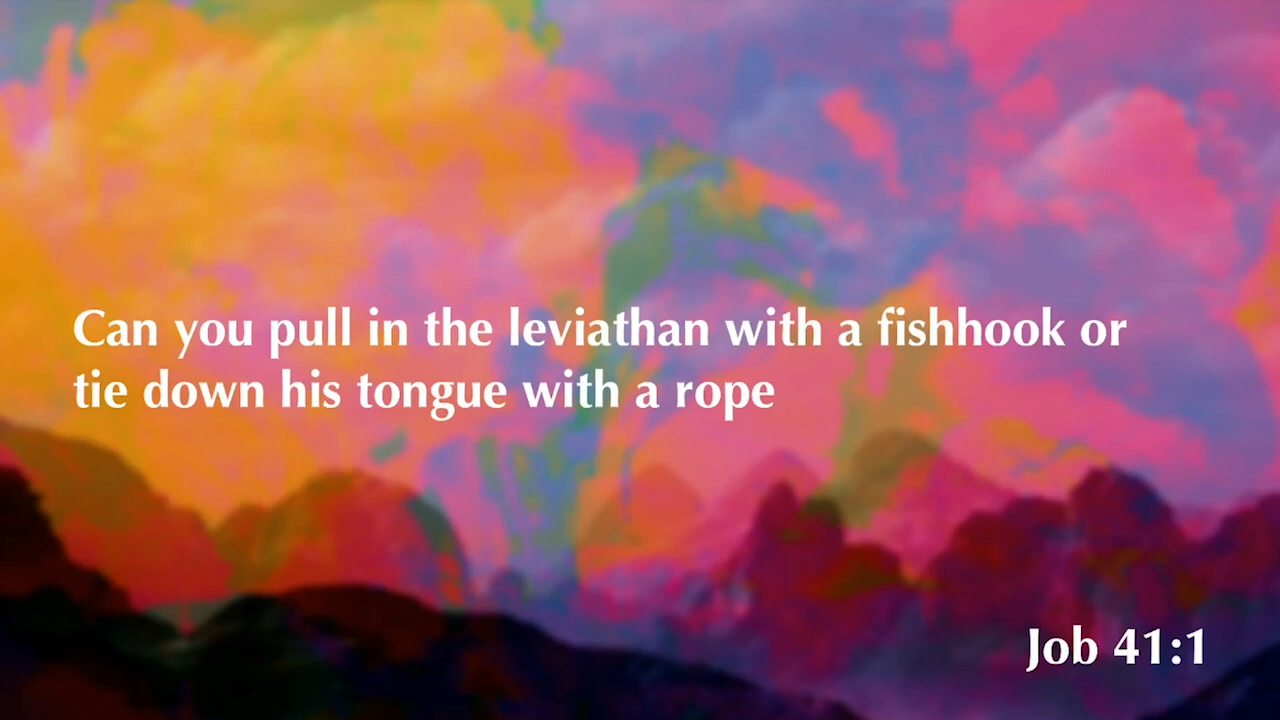 Can you pull in the leviathan with a fishhook or
tie down his tongue with a rope
Job 41:1